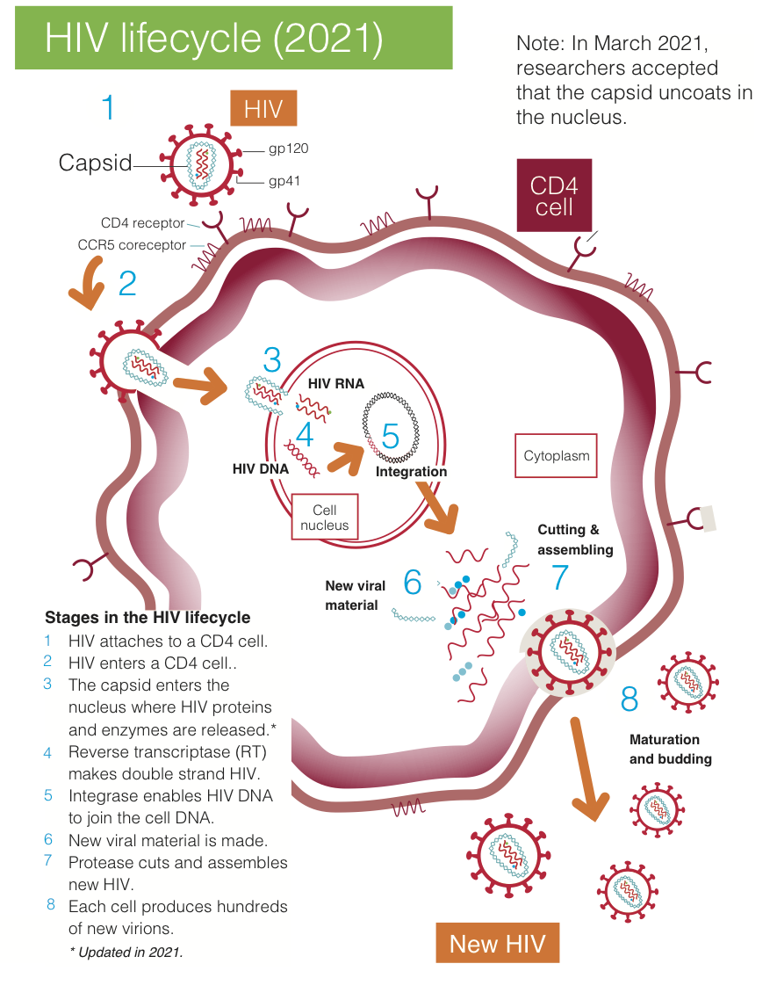 HIV lifecycle (2021)
Note: In March 2021,
researchers accepted
that the capsid uncoats in
the nucleus.
1
HIV
Capsid
gp120
gp41
CD4
cell
CD4 receptor
CCR5 coreceptor
2
3
HIV RNA
4
5
HIV DNA
Integration
Cytoplasm
Cell
nucleus
Cutting &
assembling
7
6
New viral
material
Stages in the HIV lifecycle
1 HIV attaches to a CD4 cell.
2 HIV enters a CD4 cell..
3 The capsid enters the
nucleus where HIV proteins
and enzymes are released.*
4 Reverse transcriptase (RT)
makes double strand HIV.
5 Integrase enables HIV DNA
to join the cell DNA.
6 New viral material is made.
7 Protease cuts and assembles
new HIV.
8 Each cell produces hundreds
of new virions.
* Updated in 2021.
8
Maturation
and budding
New HIV